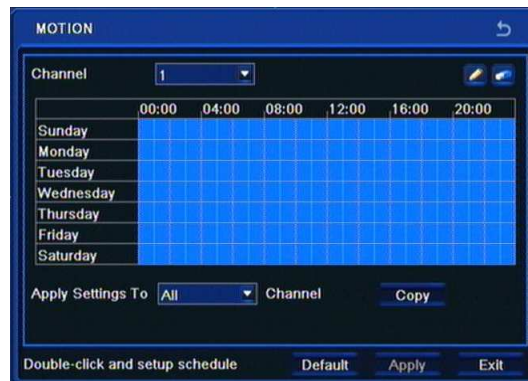 MOTION
Channel 1
00:00 04:00 08:00 12:00 16:00 20:00
Sunday
Monday
Tuesday
Wednesday
Thursday
Friday
Saturday
Apply Settings To All Channel Copy
Double-click and setup schedule Default Apply Exit